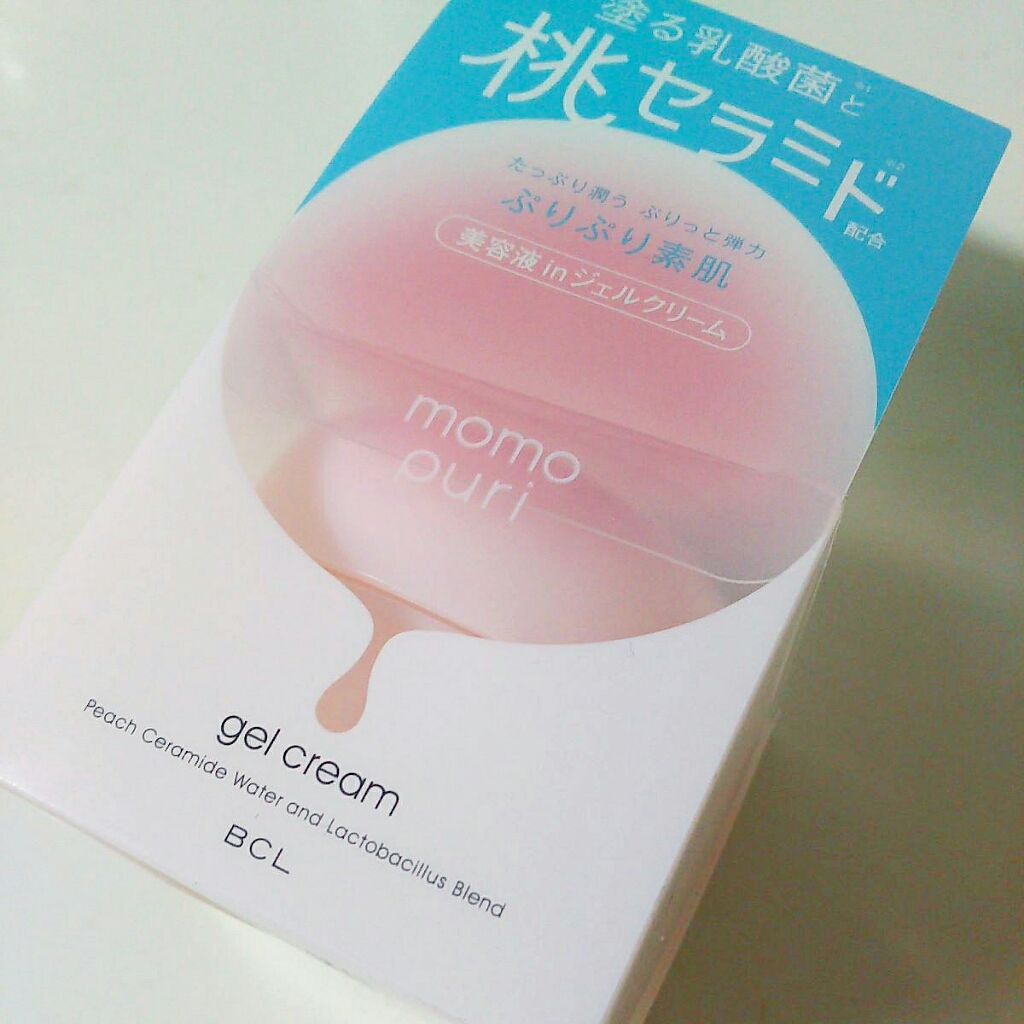 塗る乳酸菌と※1
桃セラミド※2
配合
たっぷり潤う ぷりっと弾力
ぷりぷり素肌
美容液inジェルクリーム
momo
puri
gel cream
Peach Ceramide Water and Lactobacillus Blend
BCL